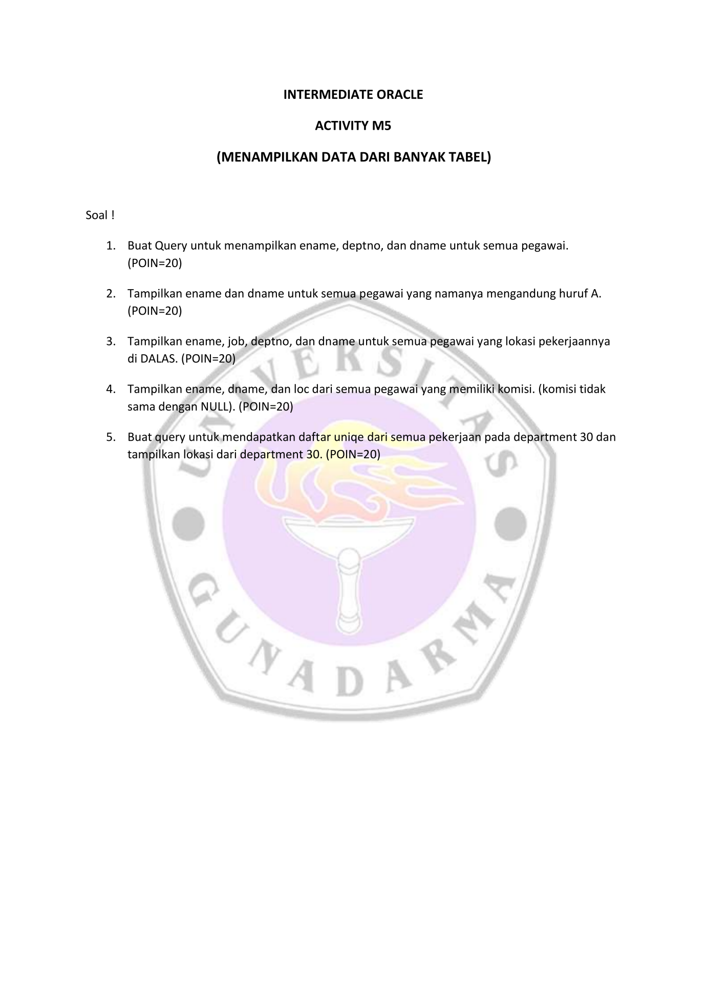 INTERMEDIATE ORACLE
ACTIVITY M5
(MENAMPILKAN DATA DARI BANYAK TABEL)
Soal !
1. Buat Query untuk menampilkan ename, deptno, dan dname untuk semua pegawai.
(POIN=20)
2. Tampilkan ename dan dname untuk semua pegawai yang namanya mengandung huruf A.
(POIN=20)
3. Tampilkan ename, job, deptno, dan dname untuk semua pegawai yang lokasi pekerjaannya
di DALAS. (POIN=20)
4. Tampilkan ename, dname, dan loc dari semua pegawai yang memiliki komisi. (komisi tidak
sama dengan NULL). (POIN=20)
5. Buat query untuk mendapatkan daftar uniqe dari semua pekerjaan pada department 30 dan
tampilkan lokasi dari department 30. (POIN=20)
UNIVERSITAS
GUNADARMA